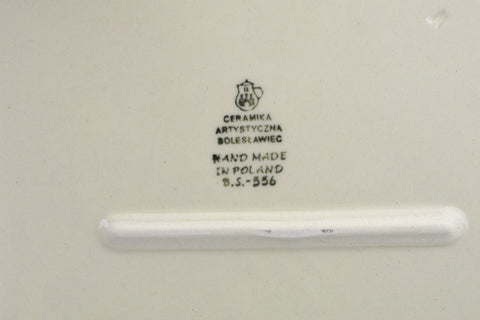 CERAMIKA
ARTYSTYCZNA
BOLESŁAWIEC
HAND MADE
IN POLAND
B.S.-556